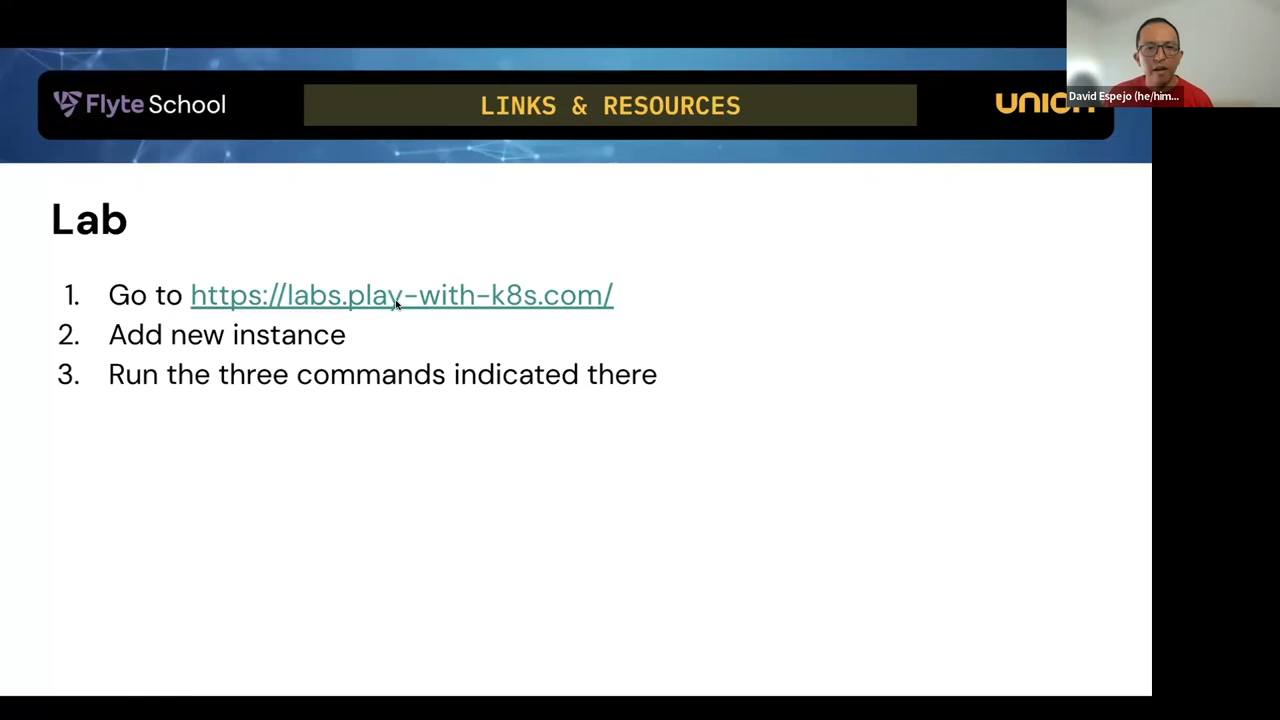 Flyte School
LINKS & RESOURCES
UNION
David Espejo (he/him...
Lab
1. Go to https://labs.play-with-k8s.com/
2. Add new instance
3. Run the three commands indicated there